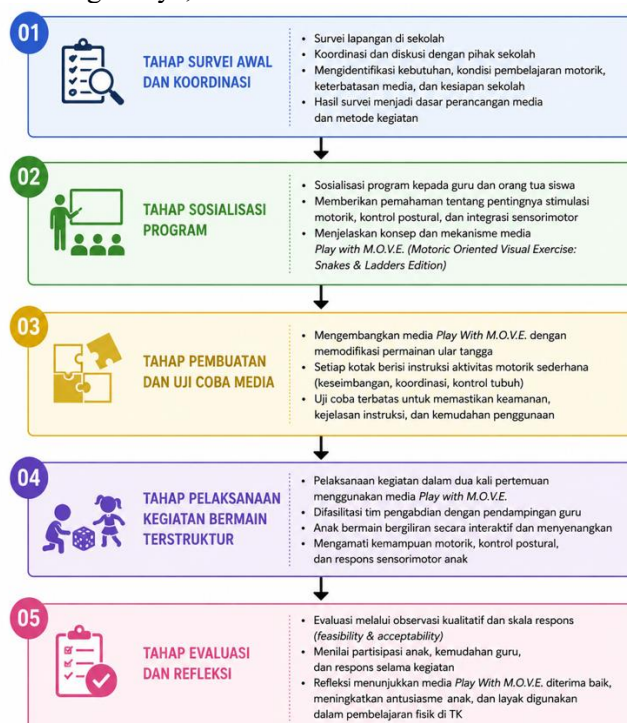 01
TAHAP SURVEI AWAL
DAN KOORDINASI
• Survei lapangan di sekolah
• Koordinasi dan diskusi dengan pihak sekolah
• Mengidentifikasi kebutuhan, kondisi pembelajaran motorik,
keterbatasan media, dan kesiapan sekolah
• Hasil survei menjadi dasar perancangan media
dan metode kegiatan
02
TAHAP SOSIALISASI
PROGRAM
• Sosialisasi program kepada guru dan orang tua siswa
• Memberikan pemahaman tentang pentingnya stimulasi
motorik, kontrol postural, dan integrasi sensorimotor
• Menjelaskan konsep dan mekanisme media
Play with M.O.V.E. (Motoric Oriented Visual Exercise:
Snakes & Ladders Edition)
03
TAHAP PEMBUATAN
DAN UJI COBA MEDIA
• Mengembangkan media Play With M.O.V.E. dengan
memodifikasi permainan ular tangga
• Setiap kotak berisi instruksi aktivitas motorik sederhana
(keseimbangan, koordinasi, kontrol tubuh)
• Uji coba terbatas untuk memastikan keamanan,
kejelasan instruksi, dan kemudahan penggunaan
04
TAHAP PELAKSANAAN
KEGIATAN BERMAIN
TERSTRUKTUR
• Pelaksanaan kegiatan dalam dua kali pertemuan
menggunakan media Play with M.O.V.E.
• Difasilitasi tim pengabdian dengan pendampingan guru
• Anak bermain bergiliran secara interaktif dan menyenangkan
• Mengamati kemampuan motorik, kontrol postural,
dan respons sensorimotor anak
05
TAHAP EVALUASI
DAN REFLEKSI
• Evaluasi melalui observasi kualitatif dan skala respons
(feasibility & acceptability)
• Menilai partisipasi anak, kemudahan guru,
dan respons selama kegiatan
• Refleksi menunjukkan media Play With M.O.V.E. diterima baik,
meningkatkan antusiasme anak, dan layak digunakan
dalam pembelajaran fisik di TK